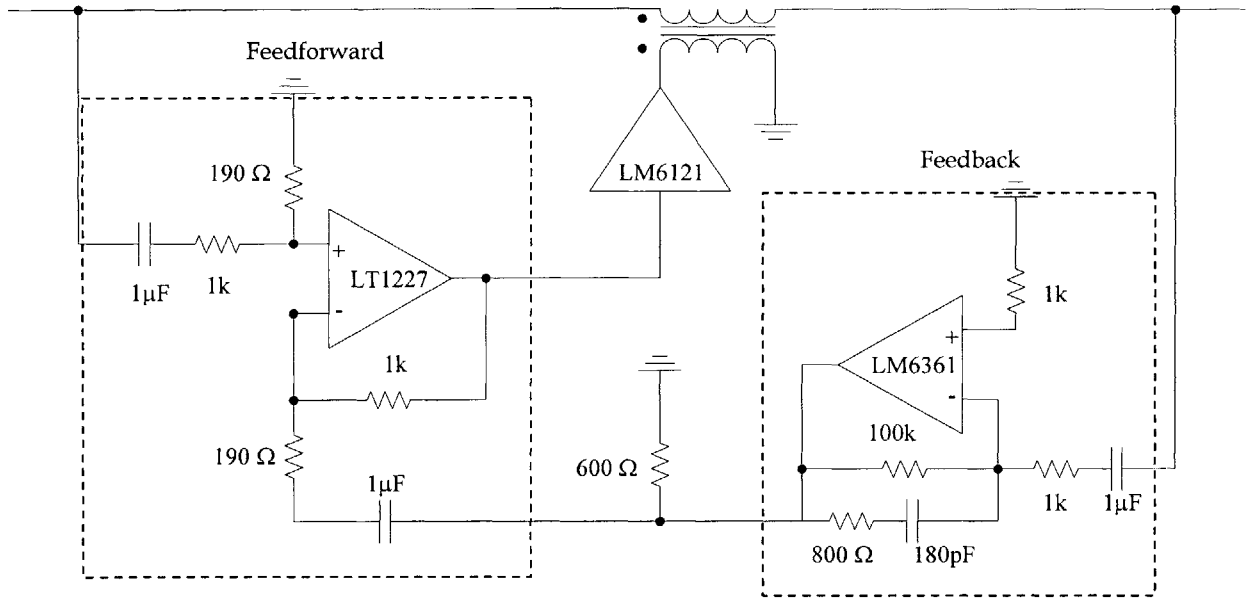 Feedforward
190 Ω
LM6121
Feedback
+
LT1227
-
1µF
1k
1k
+
LM6361
-
1k
100k
190 Ω
1µF
600 Ω
1k
1µF
800 Ω
180pF